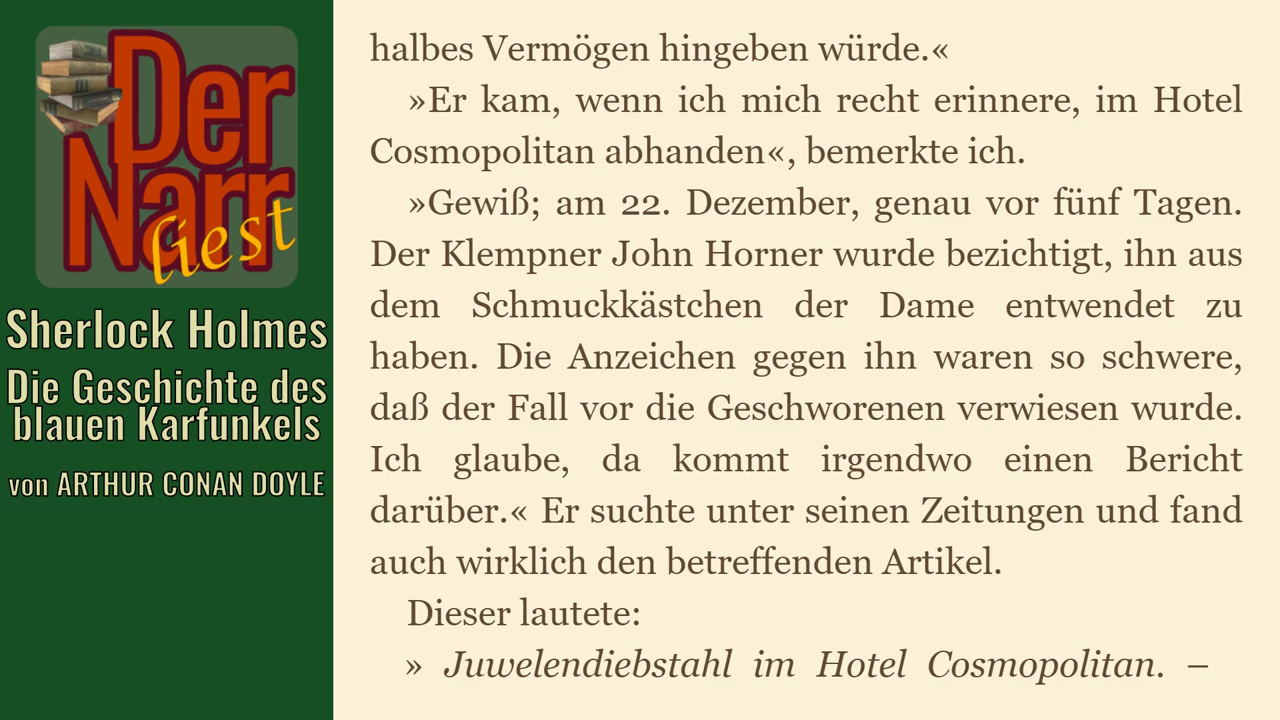 Der
Narr
liest
Sherlock Holmes
Die Geschichte des
blauen Karfunkels
von ARTHUR CONAN DOYLE
halbes Vermögen hingeben würde.«
»Er kam, wenn ich mich recht erinnere, im Hotel
Cosmopolitan abhanden«, bemerkte ich.
»Gewiß; am 22. Dezember, genau vor fünf Tagen.
Der Klempner John Horner wurde bezichtigt, ihn aus
dem Schmuckkästchen der Dame entwendet zu
haben. Die Anzeichen gegen ihn waren so schwere,
daß der Fall vor die Geschworenen verwiesen wurde.
Ich glaube, da kommt irgendwo einen Bericht
darüber.« Er suchte unter seinen Zeitungen und fand
auch wirklich den betreffenden Artikel.
Dieser lautete:
» Juwelendiebstahl im Hotel Cosmopolitan. –